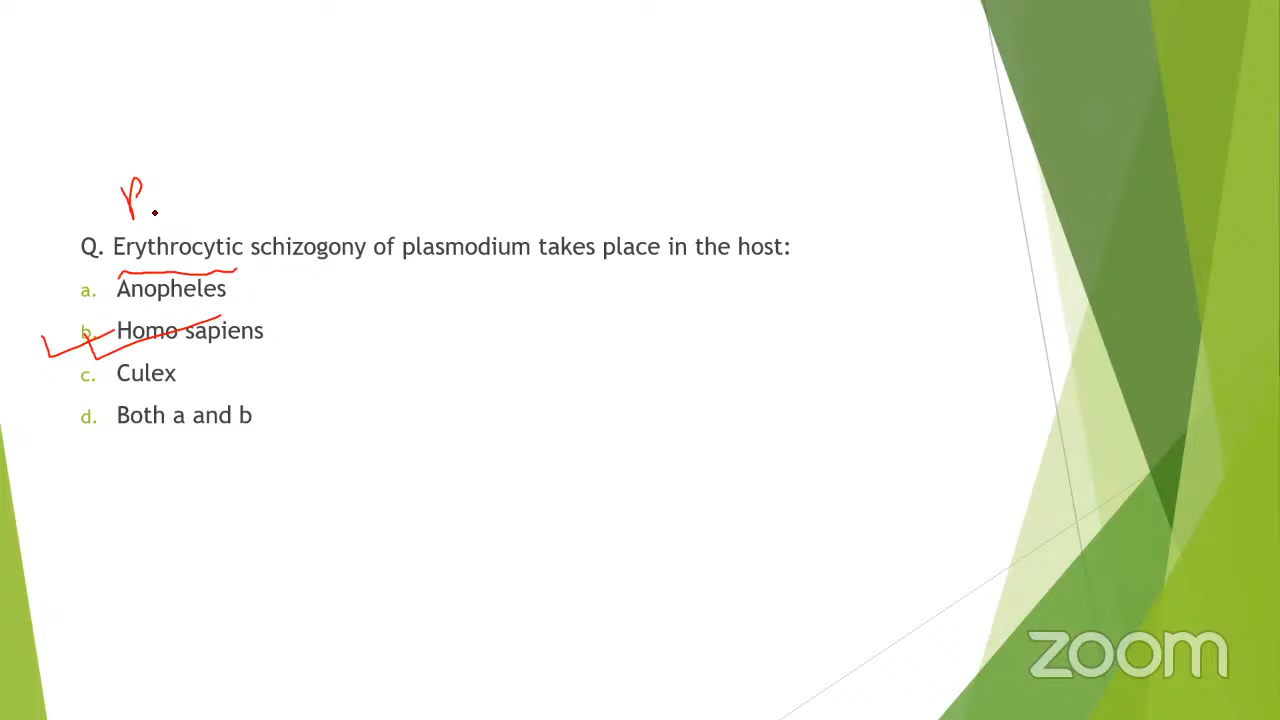 P
Q. Erythrocytic schizogony of plasmodium takes place in the host:
a. Anopheles
b. Homo sapiens
c. Culex
d. Both a and b
zoom